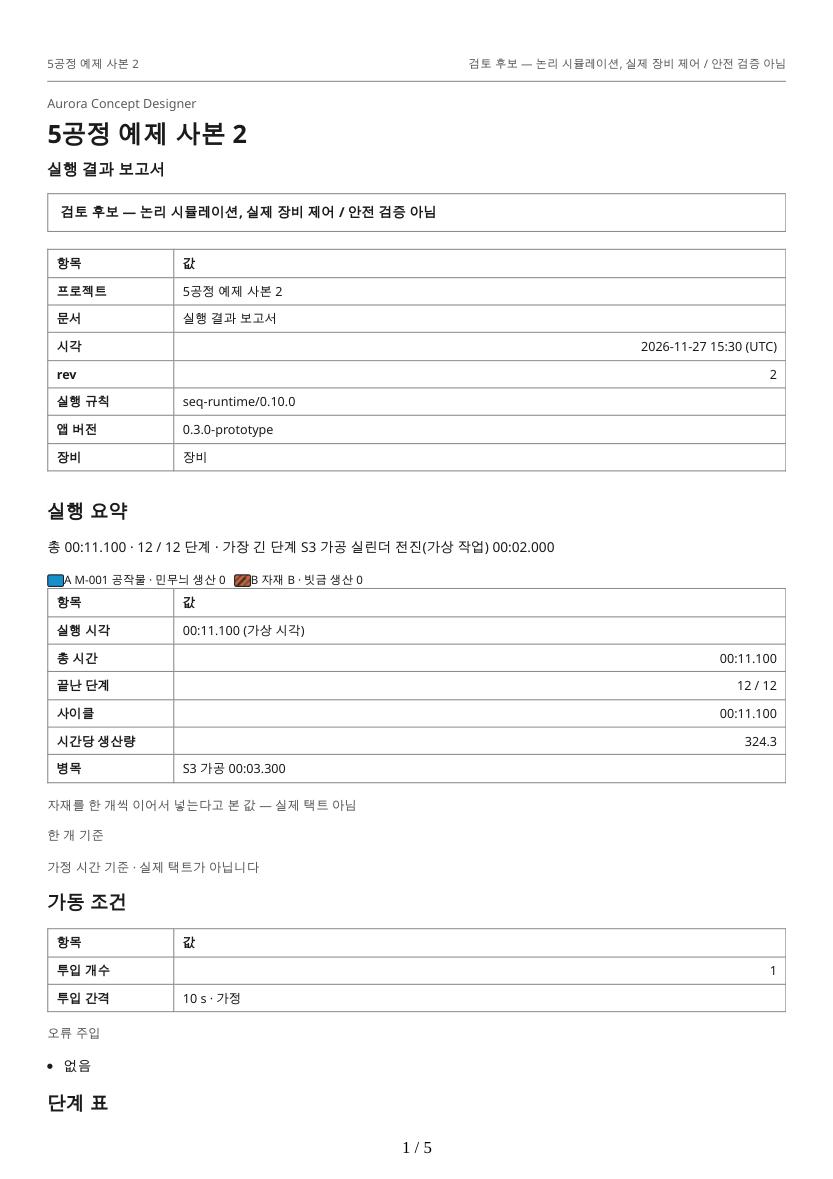 5공정 예제 사본 2 검토 후보 — 논리 시뮬레이션, 실제 장비 제어 / 안전 검증 아님
Aurora Concept Designer
5공정 예제 사본 2
실행 결과 보고서
검토 후보 — 논리 시뮬레이션, 실제 장비 제어 / 안전 검증 아님
항목 값
프로젝트 5공정 예제 사본 2
문서 실행 결과 보고서
시각 2026-11-27 15:30 (UTC)
rev 2
실행 규칙 seq-runtime/0.10.0
앱 버전 0.3.0-prototype
장비 장비
실행 요약
총 00:11.100 · 12 / 12 단계 · 가장 긴 단계 S3 가공 실린더 전진(가상 작업) 00:02.000
A M-001 공작물 · 민무늬 생산 0 B 자재 B · 빗금 생산 0
항목 값
실행 시각 00:11.100 (가상 시각)
총 시간 00:11.100
끝난 단계 12 / 12
사이클 00:11.100
시간당 생산량 324.3
병목 S3 가공 00:03.300
자재를 한 개씩 이어서 넣는다고 본 값 — 실제 택트 아님
한 개 기준
가정 시간 기준 · 실제 택트가 아닙니다
가동 조건
항목 값
투입 개수 1
투입 간격 10 s · 가정
오류 주입
• 없음
단계 표
1 / 5